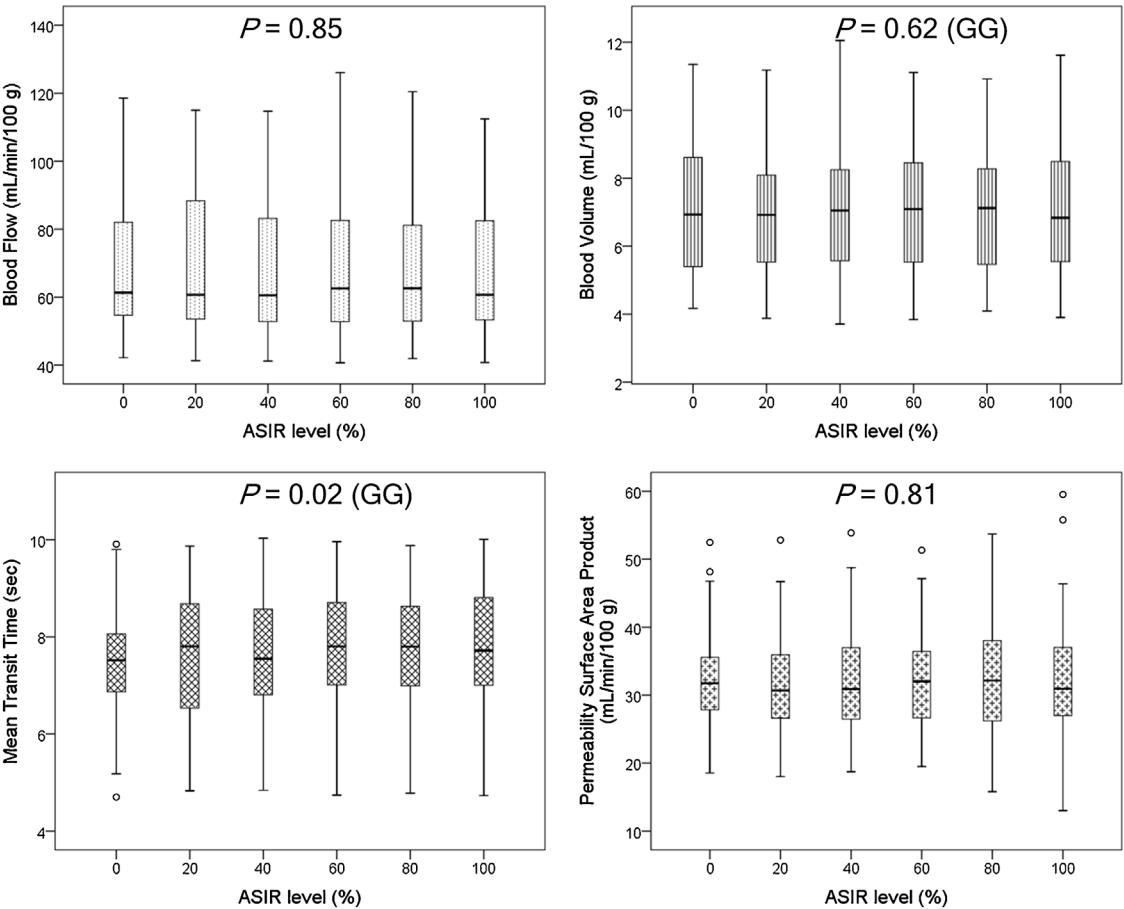 P = 0.85
Blood Flow (mL/min/100 g)
140
120
100
80
60
40
0 20 40 60 80 100
ASIR level (%)
P = 0.62 (GG)
Blood Volume (mL/100 g)
12
10
8
6
4
2
0 20 40 60 80 100
ASIR level (%)
P = 0.02 (GG)
Mean Transit Time (sec)
10
8
6
4
0 20 40 60 80 100
ASIR level (%)
P = 0.81
Permeability Surface Area Product
(mL/min/100 g)
60
50
40
30
20
10
0 20 40 60 80 100
ASIR level (%)